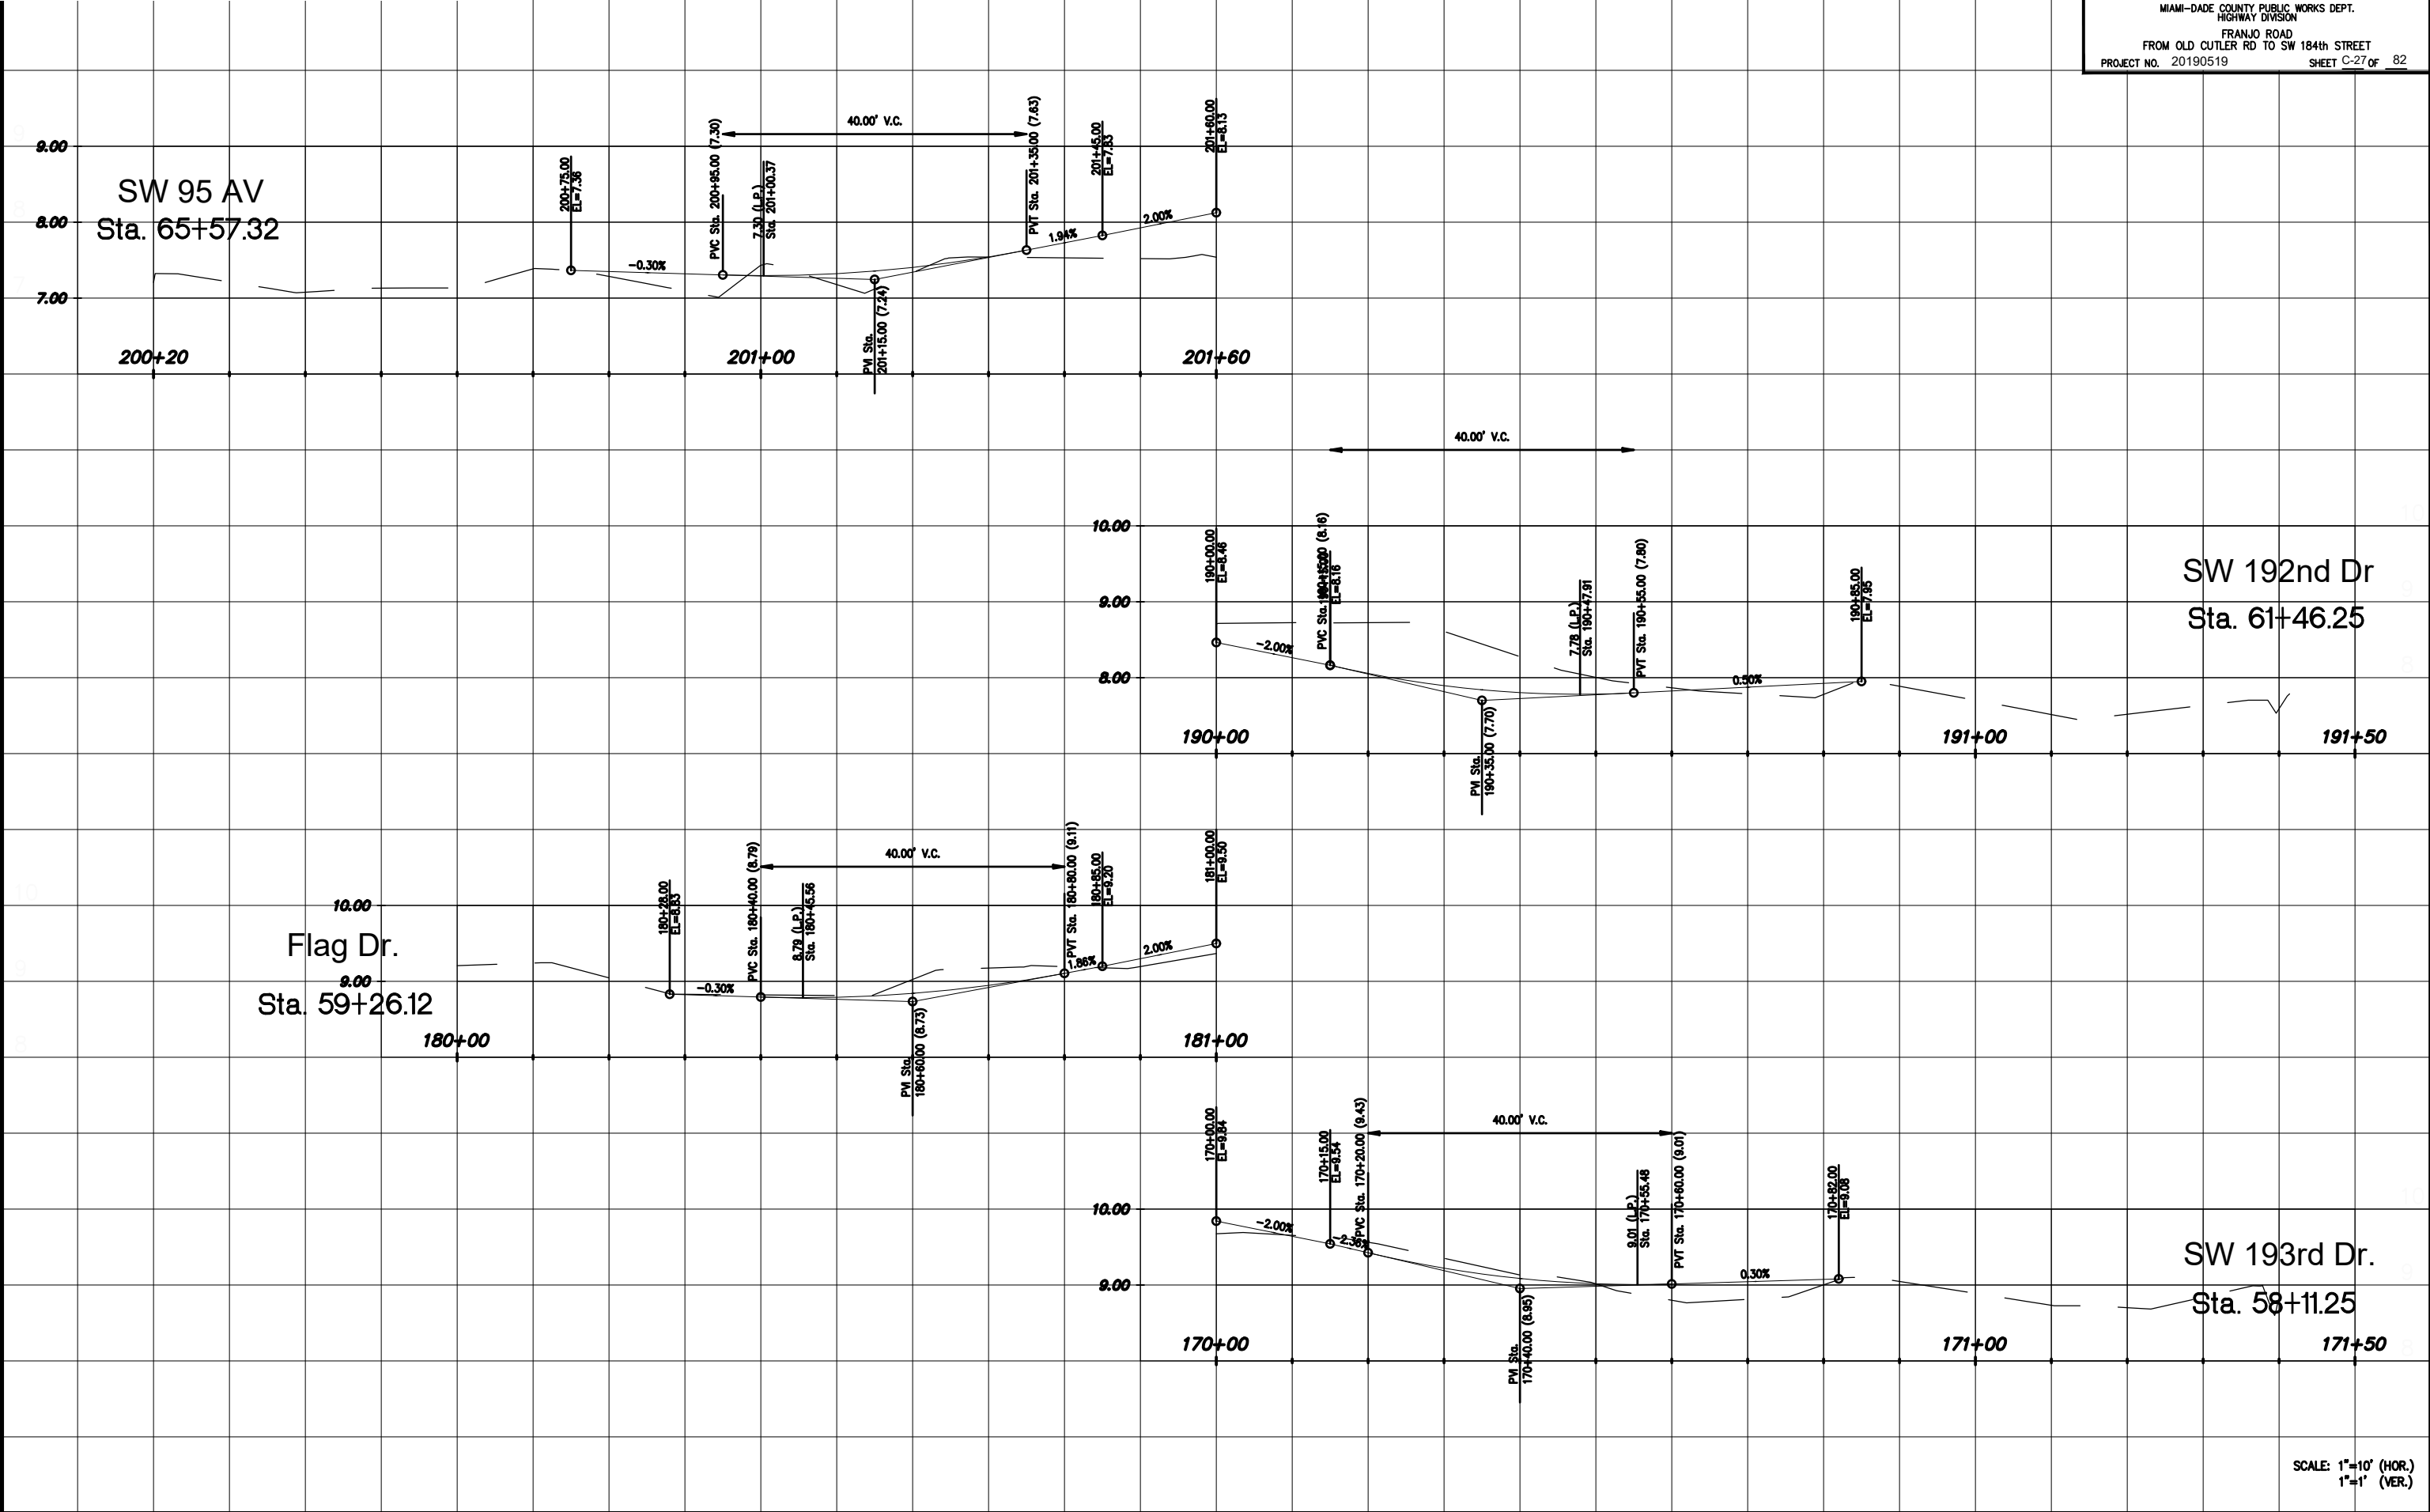 MIAMI-DADE COUNTY PUBLIC WORKS DEPT.
HIGHWAY DIVISION
FRANJO ROAD
FROM OLD CUTLER RD TO SW 184th STREET
PROJECT NO. 20190519 SHEET C-27 OF 82
9.00
8.00
7.00
SW 95 AV
Sta. 65+57.32
200+75.00
EL=7.36
-0.30%
PVC Sta. 200+95.00 (7.30)
7.30 (L.P.)
Sta. 201+00.37
40.00' V.C.
PVI Sta.
201+15.00 (7.24)
PVT Sta. 201+35.00 (7.63)
1.94%
201+45.00
EL=7.83
2.00%
201+60.00
EL=8.13
200+20
201+00
201+60
40.00' V.C.
10.00
9.00
8.00
190+00.00
EL=8.46
-2.00%
PVC Sta. 190+15.00 (8.16)
EL=8.16
PVI Sta.
190+35.00 (7.70)
7.78 (L.P.)
Sta. 190+47.91
PVT Sta. 190+55.00 (7.80)
0.50%
190+85.00
EL=7.95
SW 192nd Dr
Sta. 61+46.25
190+00
191+00
191+50
10.00
9.00
Flag Dr.
Sta. 59+26.12
180+28.00
EL=8.83
-0.30%
PVC Sta. 180+40.00 (8.79)
8.79 (L.P.)
Sta. 180+45.56
40.00' V.C.
PVI Sta.
180+60.00 (8.73)
PVT Sta. 180+80.00 (9.11)
1.86%
180+85.00
EL=9.20
2.00%
181+00.00
EL=9.50
180+00
181+00
10.00
9.00
170+00.00
EL=9.84
-2.00%
170+15.00
EL=9.54
PVC Sta. 170+20.00 (9.43)
40.00' V.C.
PVI Sta.
170+40.00 (8.95)
9.01 (L.P.)
Sta. 170+55.48
PVT Sta. 170+60.00 (9.01)
0.30%
170+82.00
EL=9.08
SW 193rd Dr.
Sta. 58+11.25
170+00
171+00
171+50
SCALE: 1"=10' (HOR.)
1"=1' (VER.)